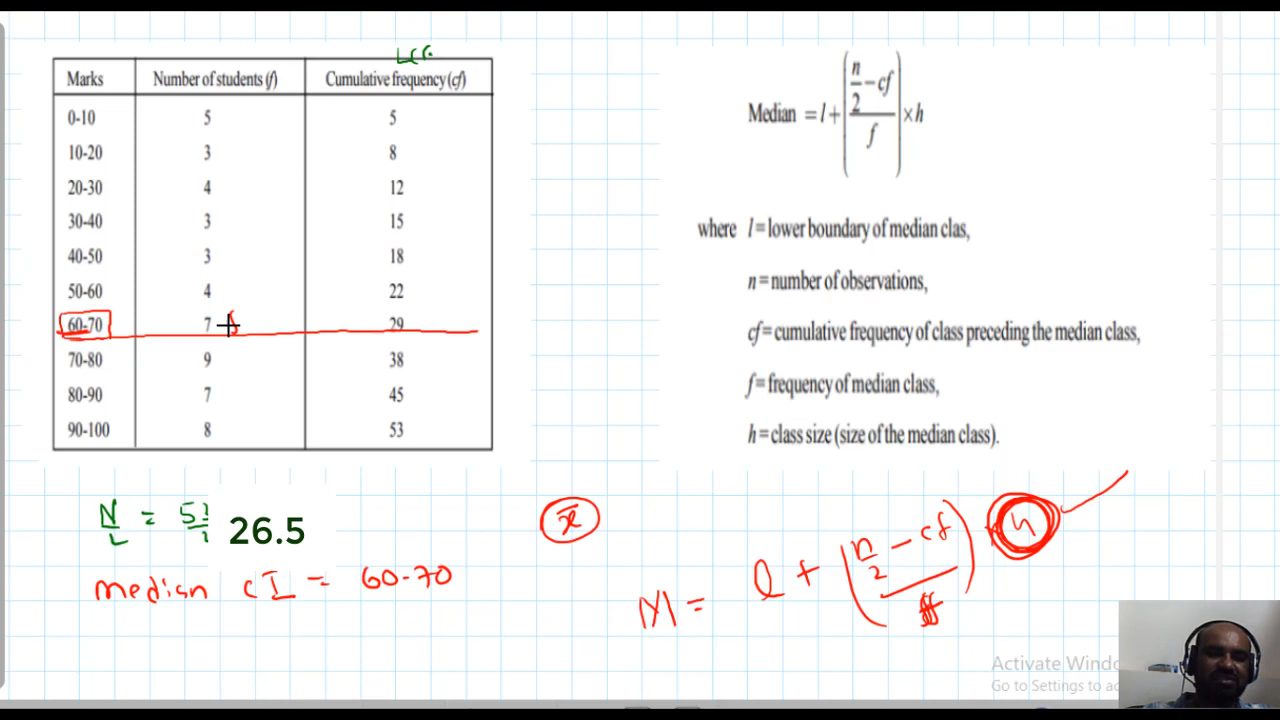 Lcf.
Marks Number of students (f) Cumulative frequency (cf)
0-10 5 5
10-20 3 8
20-30 4 12
30-40 3 15
40-50 3 18
50-60 4 22
60-70 7 f 29
70-80 9 38
80-90 7 45
90-100 8 53
Median = l + ( (n/2 − cf) / f ) × h
where l = lower boundary of median clas,
n = number of observations,
cf = cumulative frequency of class preceding the median class,
f = frequency of median class,
h = class size (size of the median class).
N/2 = 53/2 26.5
median CI = 60-70
x̄
M = l + ( (n/2 − cf) / f ) × h
Activate Windo
Go to Settings to ac